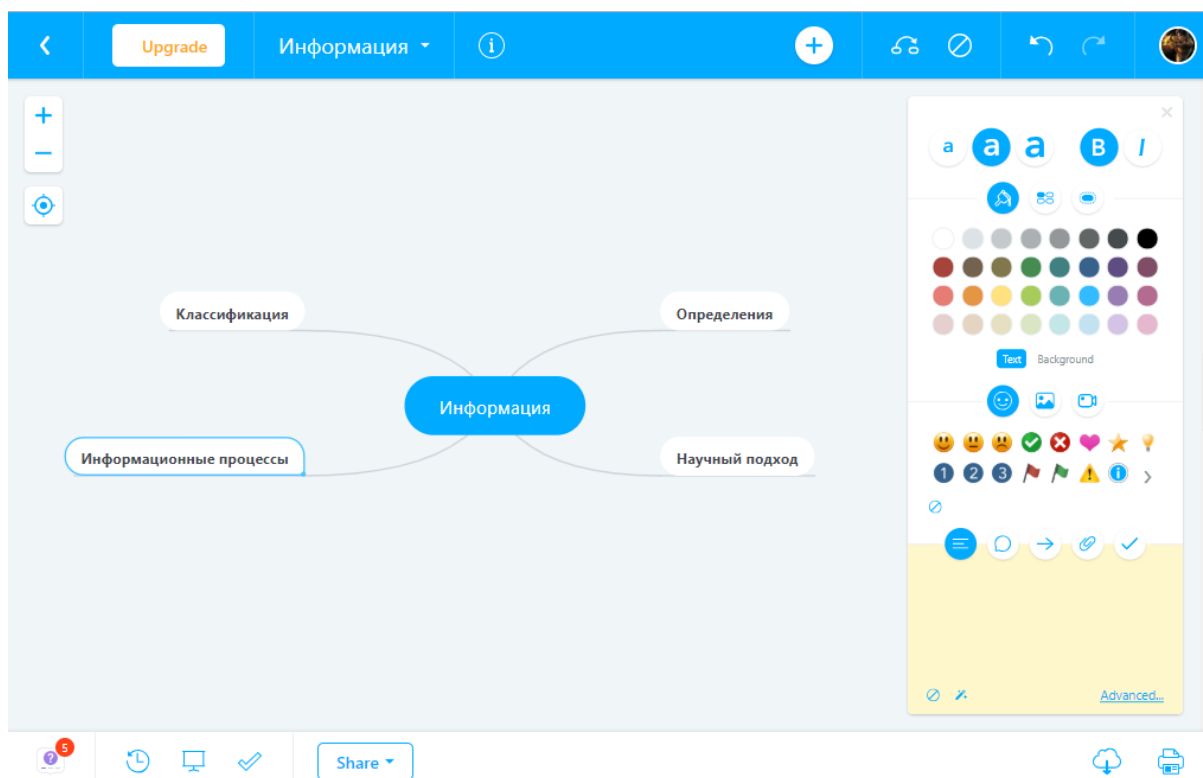 Upgrade
Информация
i
a a a B I
Классификация
Определения
Информация
Информационные процессы
Научный подход
Text Background
1 2 3
Advanced...
5
?
Share